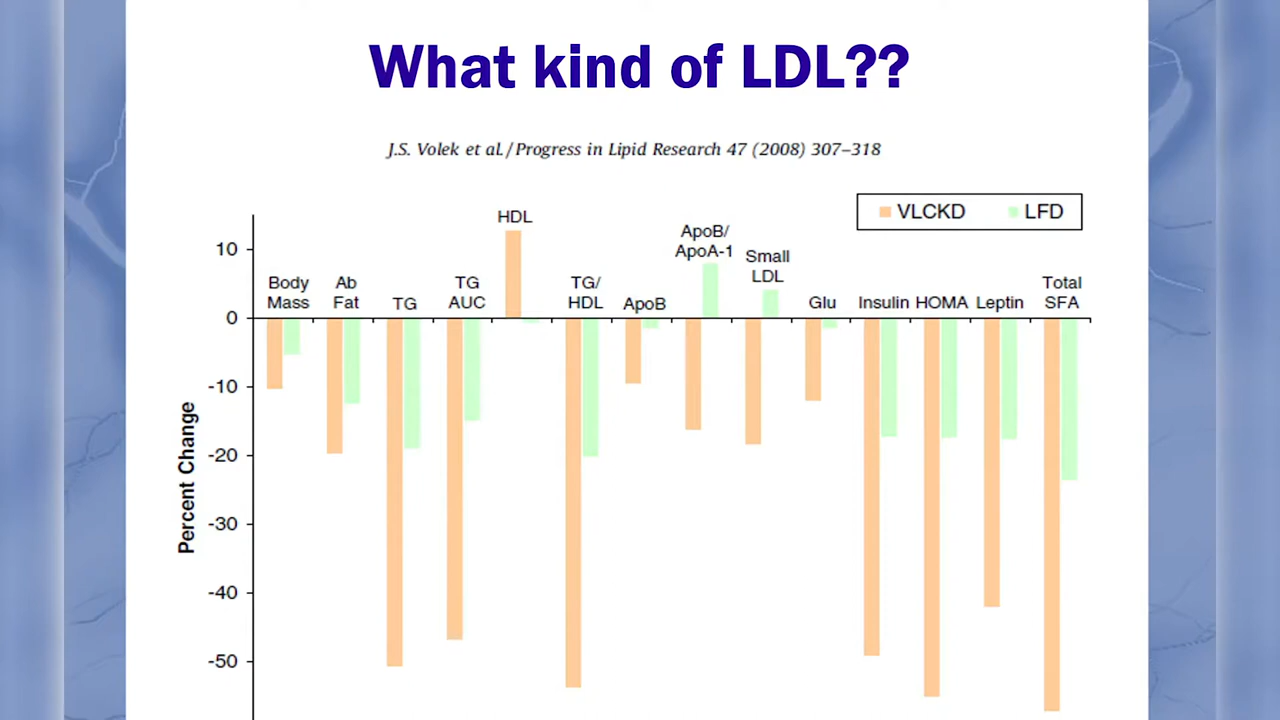 What kind of LDL??
J.S. Volek et al./Progress in Lipid Research 47 (2008) 307–318
VLCKD LFD
HDL
ApoB/
ApoA-1
Small
LDL
Body
Mass
Ab
Fat
TG
TG
AUC
TG/
HDL
ApoB
Glu
Insulin
HOMA
Leptin
Total
SFA
10
0
-10
-20
-30
-40
-50
Percent Change